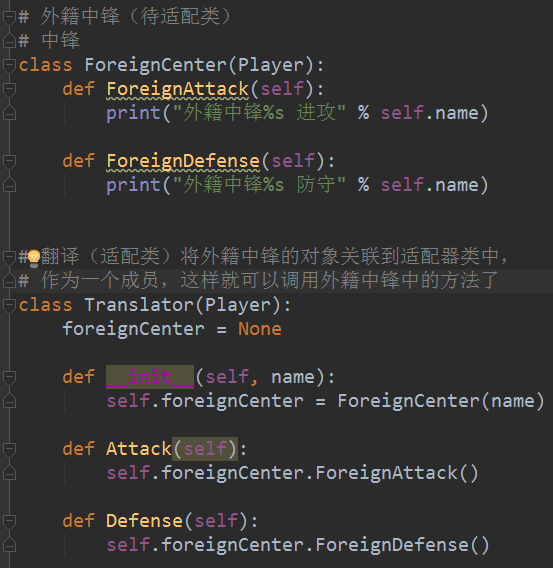 # 外籍中锋（待适配类）
# 中锋
class ForeignCenter(Player):
    def ForeignAttack(self):
        print("外籍中锋%s 进攻" % self.name)
    def ForeignDefense(self):
        print("外籍中锋%s 防守" % self.name)
# 翻译（适配类）将外籍中锋的对象关联到适配器类中，
# 作为一个成员，这样就可以调用外籍中锋中的方法了
class Translator(Player):
    foreignCenter = None
    def __init__(self, name):
        self.foreignCenter = ForeignCenter(name)
    def Attack(self):
        self.foreignCenter.ForeignAttack()
    def Defense(self):
        self.foreignCenter.ForeignDefense()